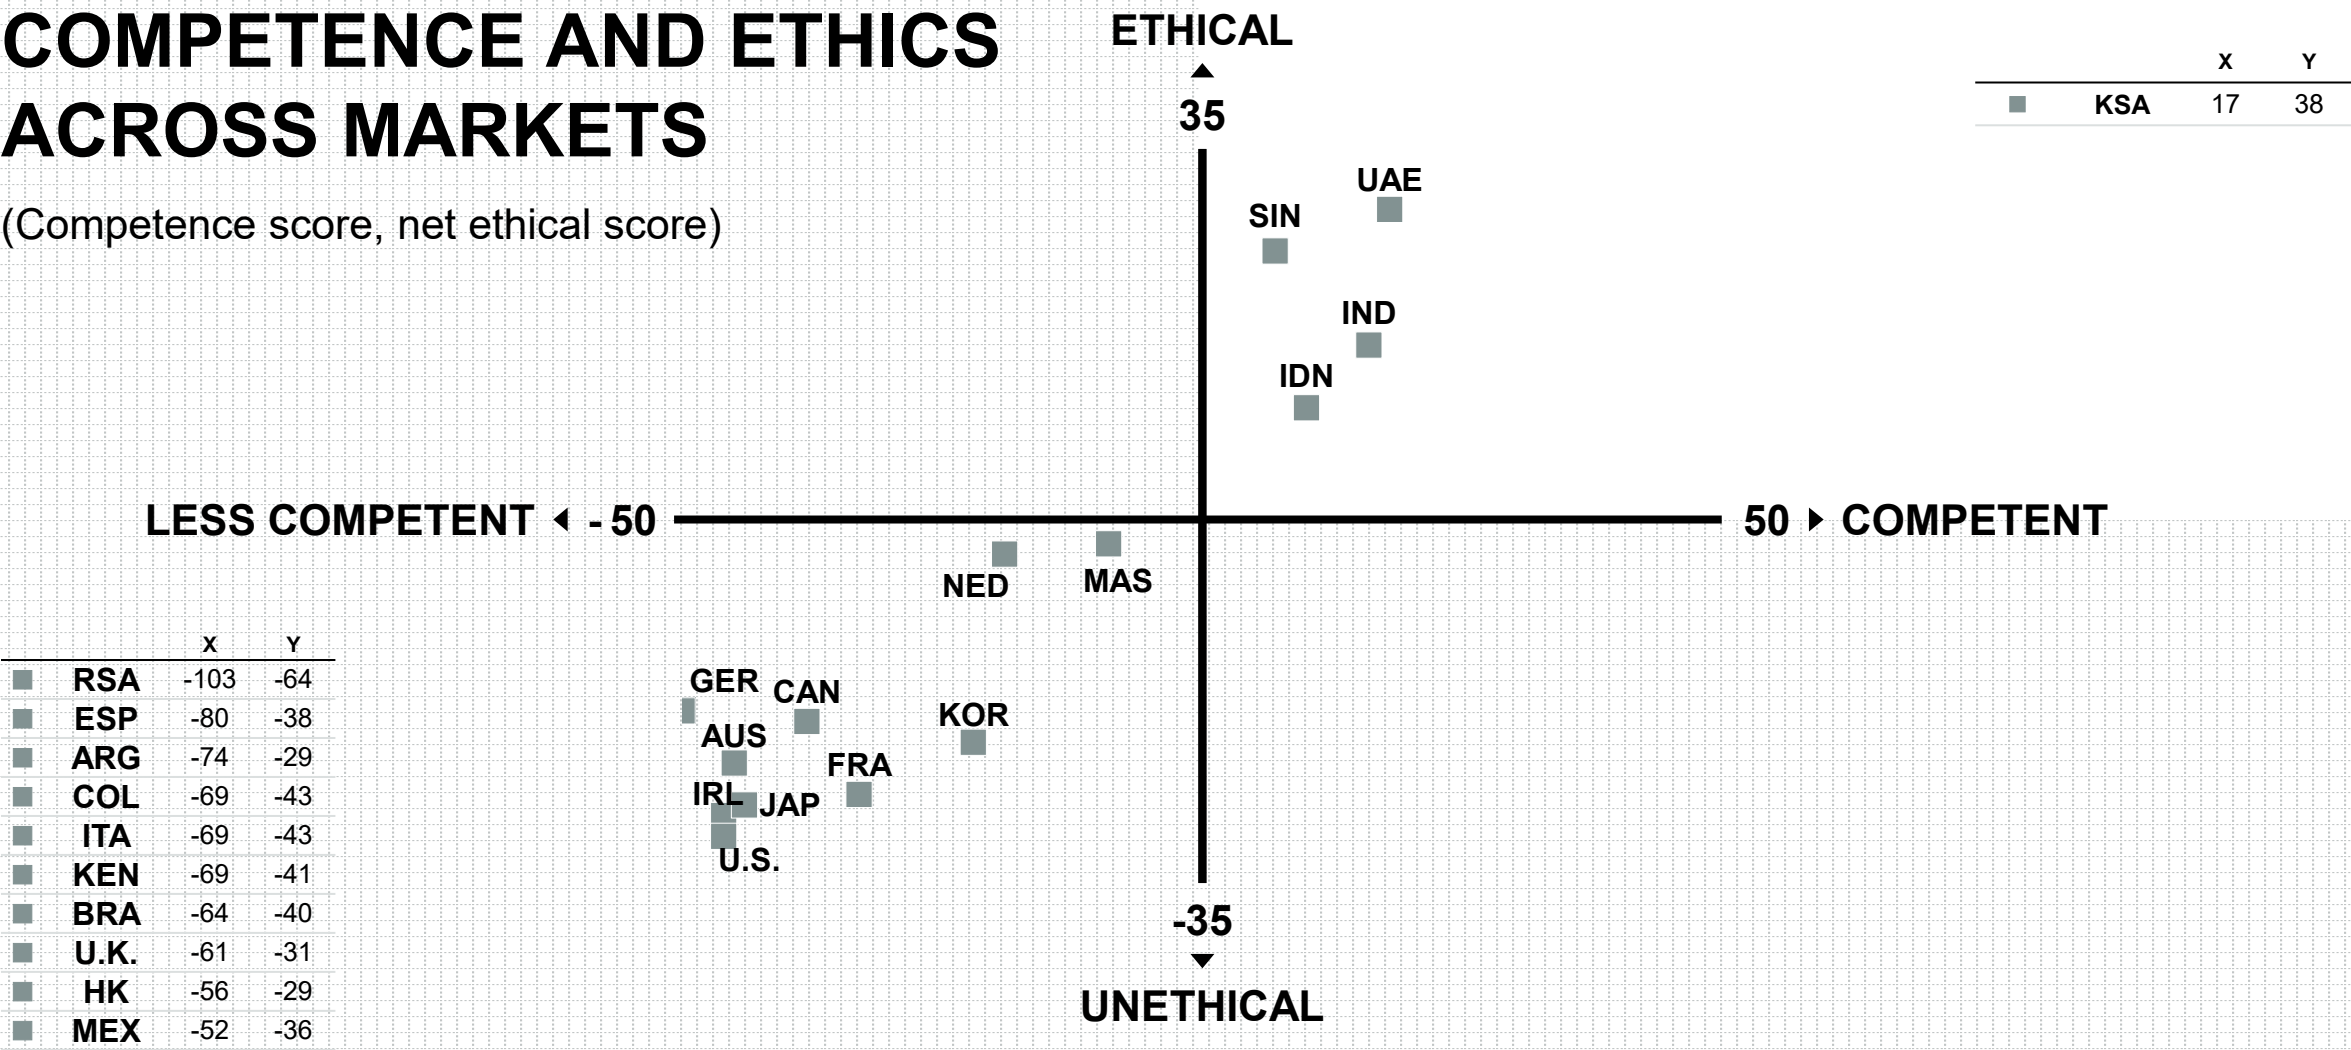 COMPETENCE AND ETHICS
ACROSS MARKETS
(Competence score, net ethical score)
ETHICAL
35
X Y
KSA 17 38
UAE
SIN
IND
IDN
LESS COMPETENT -50
50 COMPETENT
NED
MAS
X Y
RSA -103 -64
ESP -80 -38
ARG -74 -29
COL -69 -43
ITA -69 -43
KEN -69 -41
BRA -64 -40
U.K. -61 -31
HK -56 -29
MEX -52 -36
GER
CAN
AUS
KOR
FRA
IRL
JAP
U.S.
-35
UNETHICAL